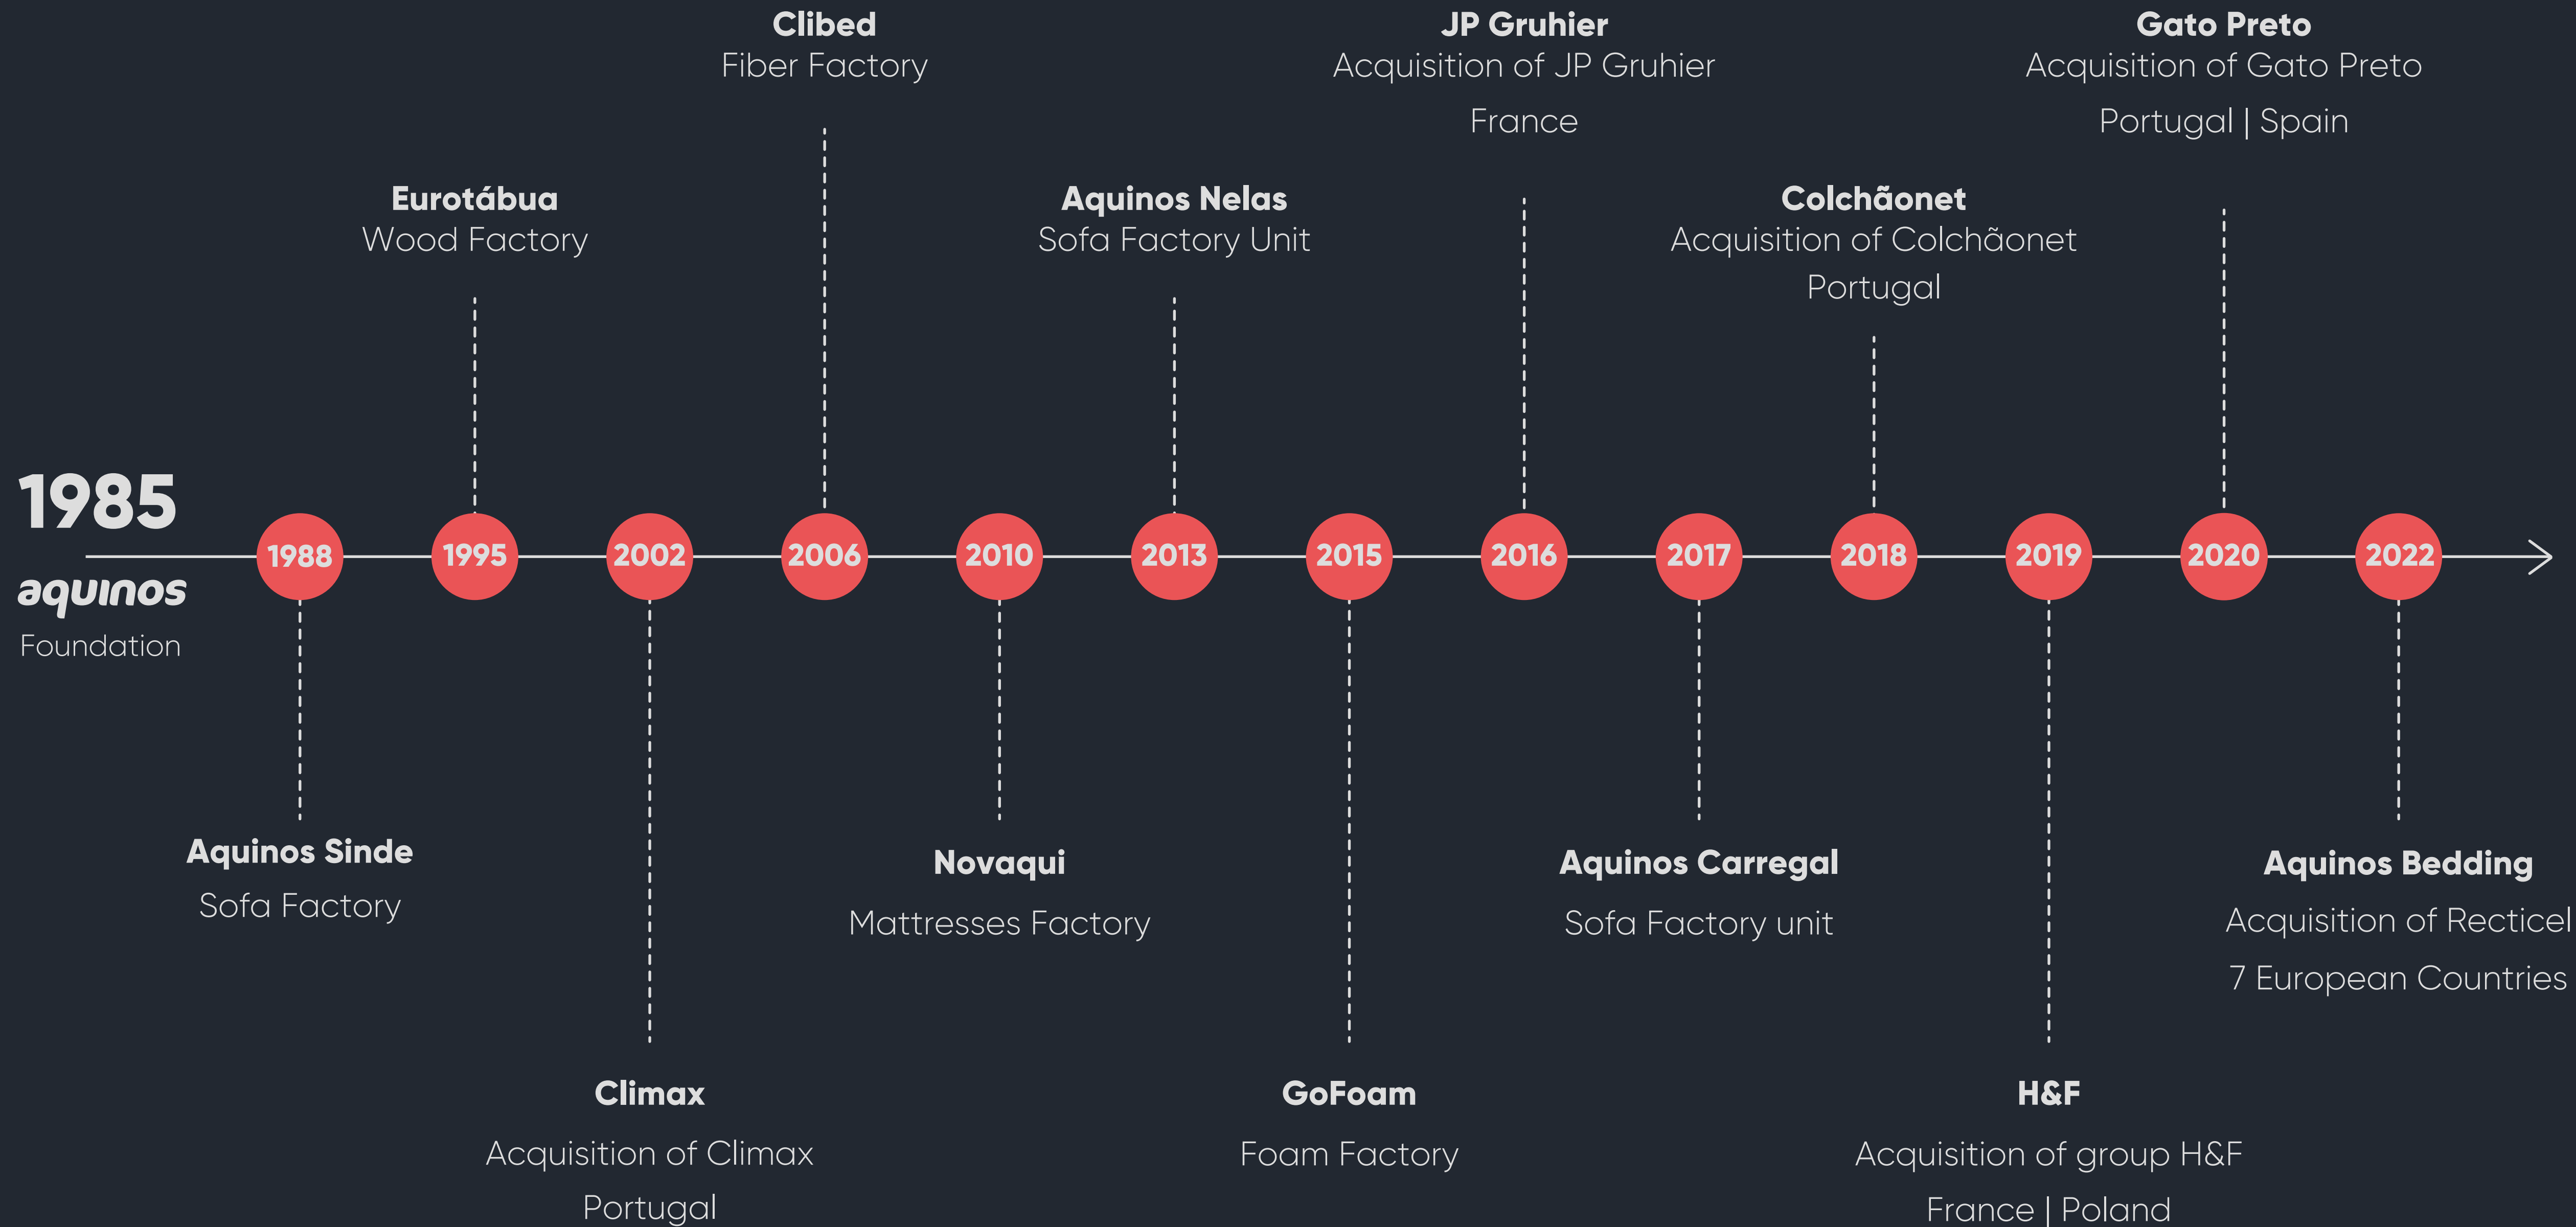 1985
aquinos
Foundation
1988
Aquinos Sinde
Sofa Factory
1995
Eurotábua
Wood Factory
2002
Climax
Acquisition of Climax
Portugal
2006
Clibed
Fiber Factory
2010
Novaqui
Mattresses Factory
2013
Aquinos Nelas
Sofa Factory Unit
2015
GoFoam
Foam Factory
2016
JP Gruhier
Acquisition of JP Gruhier
France
2017
Aquinos Carregal
Sofa Factory unit
2018
Colchãonet
Acquisition of Colchãonet
Portugal
2019
H&F
Acquisition of group H&F
France | Poland
2020
Gato Preto
Acquisition of Gato Preto
Portugal | Spain
2022
Aquinos Bedding
Acquisition of Recticel
7 European Countries